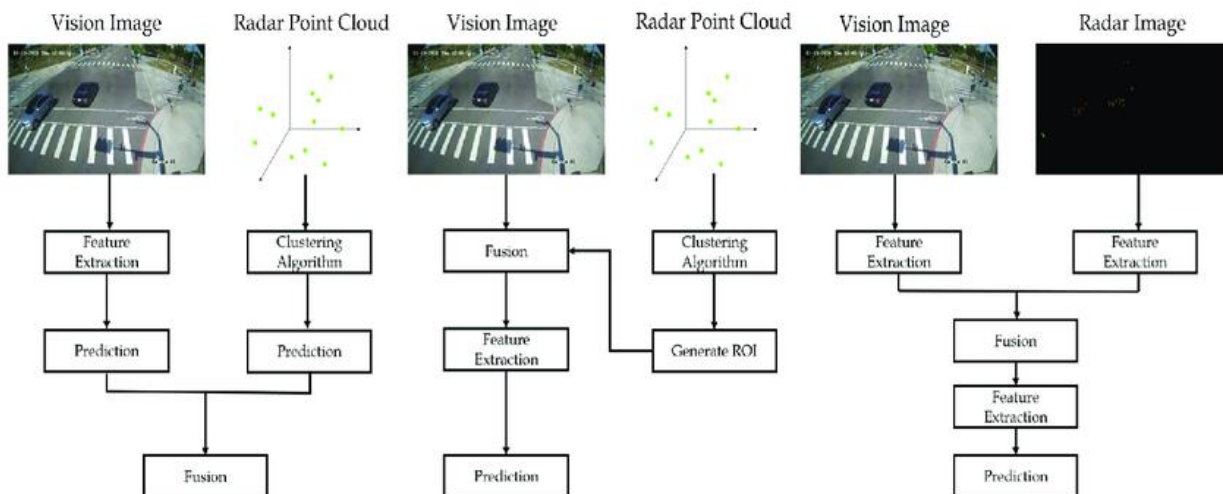 Vision Image
Radar Point Cloud
Vision Image
Radar Point Cloud
Vision Image
Radar Image
Feature
Extraction
Clustering
Algorithm
Prediction
Prediction
Fusion
Fusion
Clustering
Algorithm
Feature
Extraction
Generate ROI
Prediction
Feature
Extraction
Feature
Extraction
Fusion
Feature
Extraction
Prediction